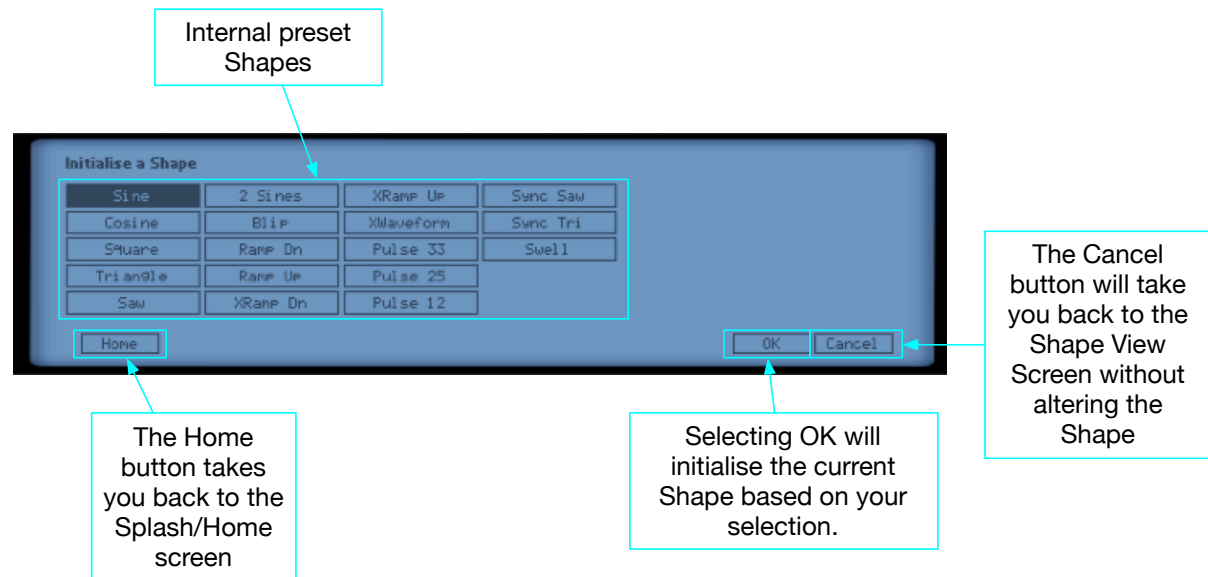 Internal preset
Shapes
Initialise a Shape
Sine 2 Sines XRamp Up Sync Saw
Cosine Blip XWaveform Sync Tri
Square Ramp Dn Pulse 33 Swell
Triangle Ramp Up Pulse 25
Saw XRamp Dn Pulse 12
Home OK Cancel
The Cancel
button will take
you back to the
Shape View
Screen without
altering the
Shape
The Home
button takes
you back to the
Splash/Home
screen
Selecting OK will
initialise the current
Shape based on your
selection.